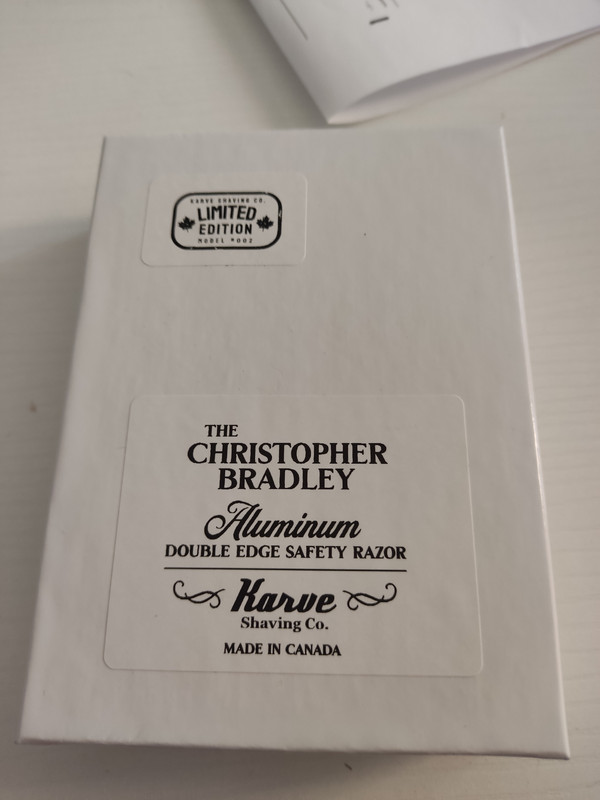 KARVE SHAVING CO.
LIMITED
EDITION
MODEL #002
THE
CHRISTOPHER
BRADLEY
Aluminum
DOUBLE EDGE SAFETY RAZOR
Karve
Shaving Co.
MADE IN CANADA